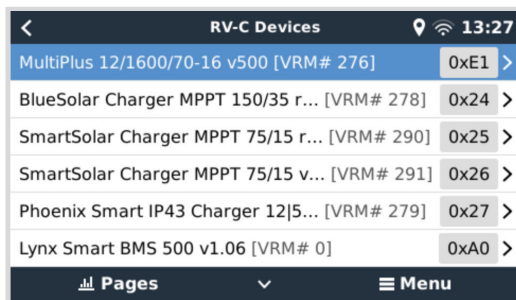 RV-C Devices 13:27
MultiPlus 12/1600/70-16 v500 [VRM# 276] 0xE1
BlueSolar Charger MPPT 150/35 r... [VRM# 278] 0x24
SmartSolar Charger MPPT 75/15 r... [VRM# 290] 0x25
SmartSolar Charger MPPT 75/15 v... [VRM# 291] 0x26
Phoenix Smart IP43 Charger 12|5... [VRM# 279] 0x27
Lynx Smart BMS 500 v1.06 [VRM# 0] 0xA0
Pages Menu